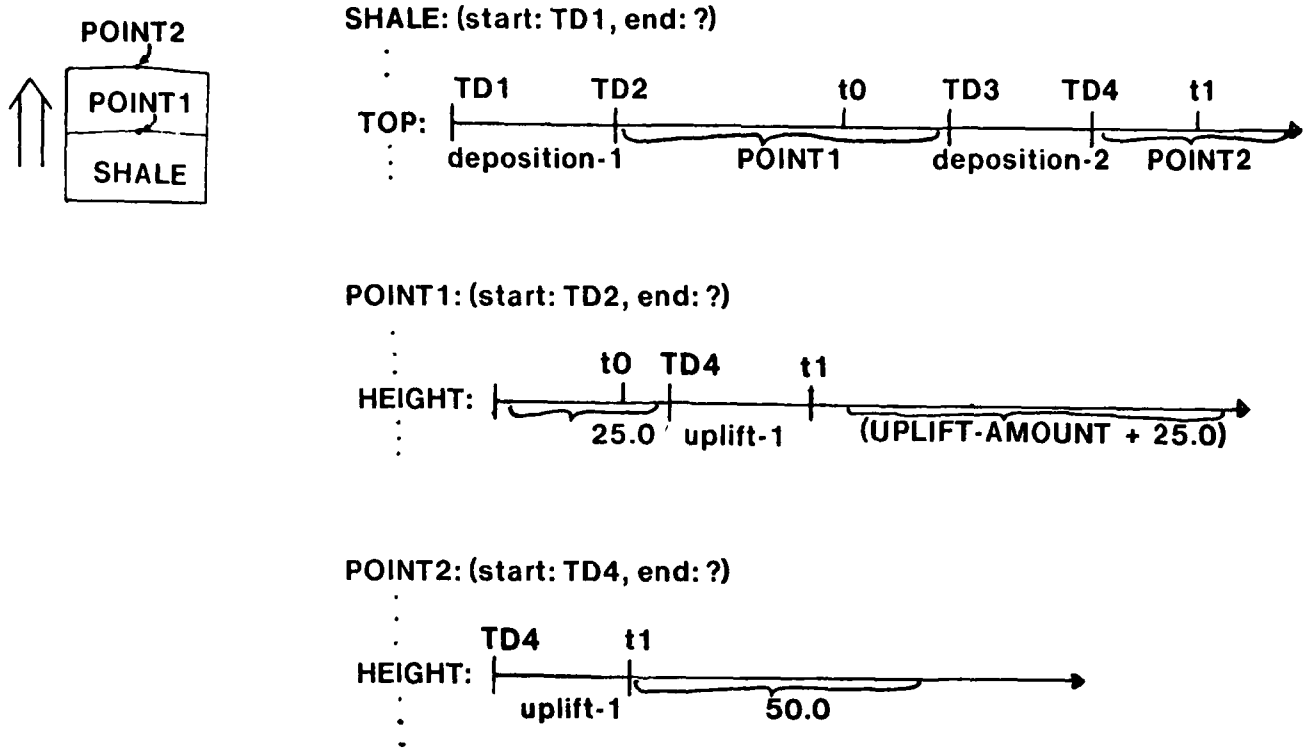 POINT2
POINT1
SHALE
SHALE: (start: TD1, end: ?)
TD1 TD2 t0 TD3 TD4 t1
TOP:
deposition-1 POINT1 deposition-2 POINT2
POINT1: (start: TD2, end: ?)
t0 TD4 t1
HEIGHT:
25.0 uplift-1 (UPLIFT-AMOUNT + 25.0)
POINT2: (start: TD4, end: ?)
TD4 t1
HEIGHT:
uplift-1 50.0